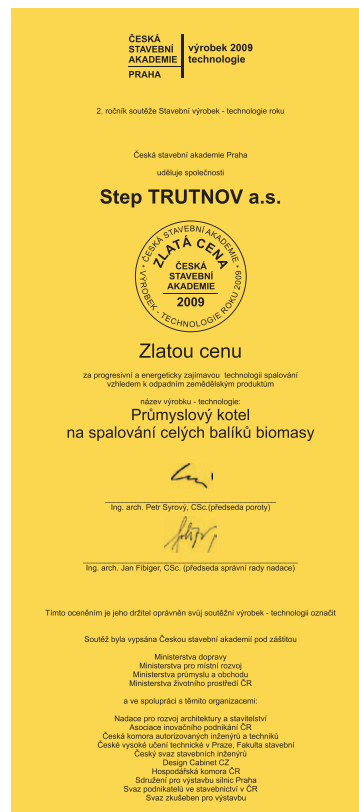 ČESKÁ
STAVEBNÍ
AKADEMIE
PRAHA
výrobek 2009
technologie
2. ročník soutěže Stavební výrobek - technologie roku
Česká stavební akademie Praha
uděluje společnosti
Step TRUTNOV a.s.
• ČESKÁ STAVEBNÍ AKADEMIE •
ZLATÁ CENA
ČESKÁ
STAVEBNÍ
AKADEMIE
2009
VÝROBEK - TECHNOLOGIE ROKU 2009
Zlatou cenu
za progresivní a energeticky zajímavou technologii spalování
vzhledem k odpadním zemědělským produktům
název výrobku - technologie:
Průmyslový kotel
na spalování celých balíků biomasy
Ing. arch. Petr Syrový, CSc.(předseda poroty)
Ing. arch. Jan Fibiger, CSc. (předseda správní rady nadace)
Tímto oceněním je jeho držitel oprávněn svůj soutěžní výrobek - technologii označit
Soutěž byla vypsána Českou stavební akademií pod záštitou
Ministerstva dopravy
Ministerstva pro místní rozvoj
Ministerstva průmyslu a obchodu
Ministerstva životního prostředí ČR
a ve spolupráci s těmito organizacemi:
Nadace pro rozvoj architektury a stavitelství
Asociace inovačního podnikání ČR
Česká komora autorizovaných inženýrů a techniků
České vysoké učení technické v Praze, Fakulta stavební
Český svaz stavebních inženýrů
Design Cabinet CZ
Hospodářská komora ČR
Sdružení pro výstavbu silnic Praha
Svaz podnikatelů ve stavebnictví v ČR
Svaz zkušeben pro výstavbu